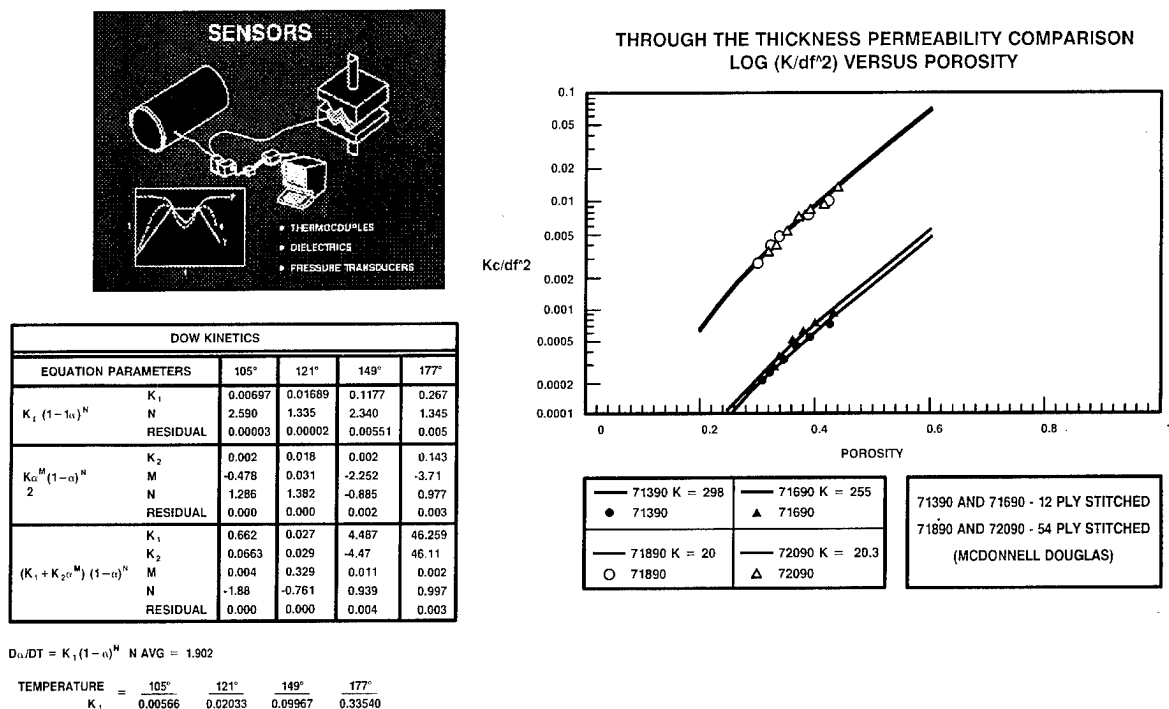 SENSORS
• THERMOCOUPLES
• DIELECTRICS
• PRESSURE TRANSDUCERS
DOW KINETICS
EQUATION PARAMETERS 105° 121° 149° 177°
K₁ (1-1α)ᴺ
K₁ 0.00697 0.01689 0.1177 0.267
N 2.590 1.335 2.340 1.345
RESIDUAL 0.00003 0.00002 0.00551 0.005
Kαᴹ(1-α)ᴺ
2
K₂ 0.002 0.018 0.002 0.143
M -0.478 0.031 -2.252 -3.71
N 1.286 1.382 -0.885 0.977
RESIDUAL 0.000 0.000 0.002 0.003
(K₁ + K₂αᴹ) (1-α)ᴺ
K₁ 0.662 0.027 4.487 46.259
K₂ 0.0663 0.029 -4.47 46.11
M 0.004 0.329 0.011 0.002
N -1.88 -0.761 0.939 0.997
RESIDUAL 0.000 0.000 0.004 0.003
Dα/DT = K₁(1-α)ᴺ N AVG = 1.902
TEMPERATURE = 105° 121° 149° 177°
K₁ 0.00566 0.02033 0.09967 0.33540
THROUGH THE THICKNESS PERMEABILITY COMPARISON
LOG (K/df^2) VERSUS POROSITY
0.1
0.05
0.02
0.01
0.005
Kc/df^2
0.002
0.001
0.0005
0.0002
0.0001
0 0.2 0.4 0.6 0.8 1
POROSITY
71390 K = 298 71690 K = 255
71390 71690
71890 K = 20 72090 K = 20.3
71890 72090
71390 AND 71690 - 12 PLY STITCHED
71890 AND 72090 - 54 PLY STITCHED
(MCDONNELL DOUGLAS)